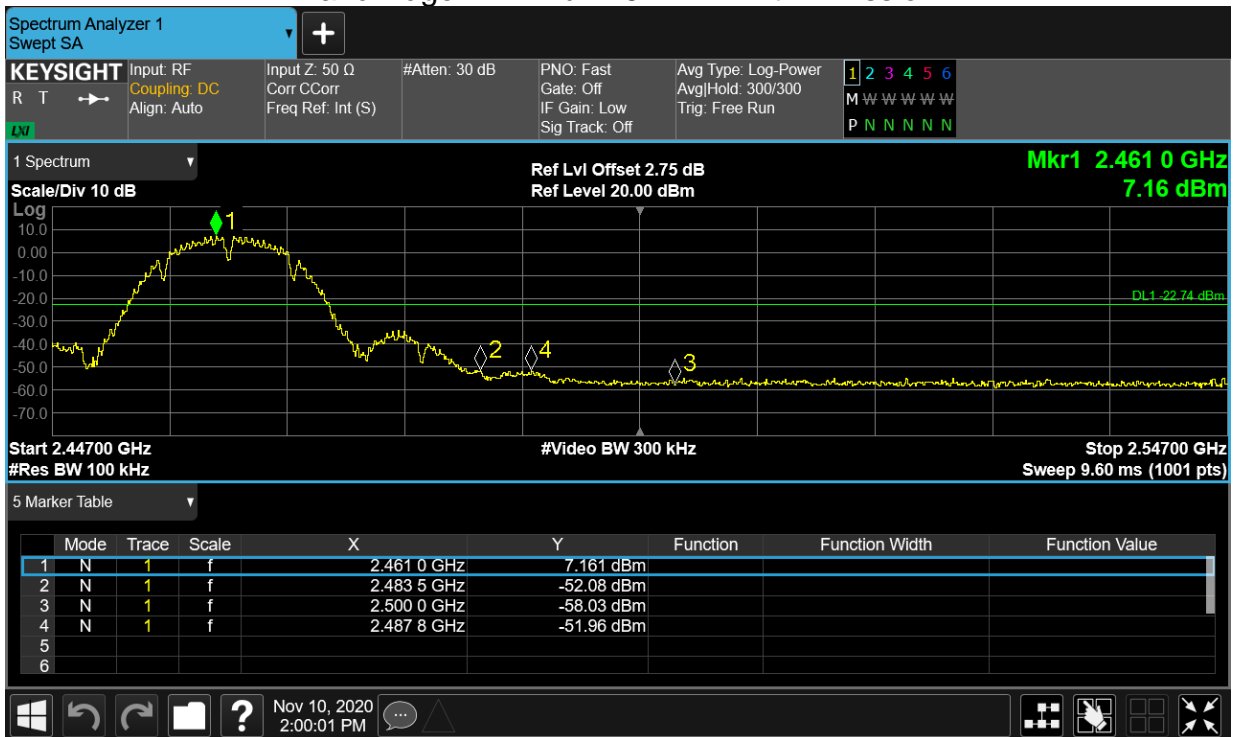 Spectrum Analyzer 1
Swept SA
+
KEYSIGHT
R T
LXI
Input: RF
Coupling: DC
Align: Auto
Input Z: 50 Ω
Corr CCorr
Freq Ref: Int (S)
#Atten: 30 dB
PNO: Fast
Gate: Off
IF Gain: Low
Sig Track: Off
Avg Type: Log-Power
Avg|Hold: 300/300
Trig: Free Run
1 2 3 4 5 6
M W W W W W
P N N N N N
1 Spectrum
Scale/Div 10 dB
Ref Lvl Offset 2.75 dB
Ref Level 20.00 dBm
Mkr1 2.461 0 GHz
7.16 dBm
Log
10.0
0.00
-10.0
-20.0
-30.0
-40.0
-50.0
-60.0
-70.0
1
2
4
3
DL1 -22.74 dBm
Start 2.44700 GHz
#Video BW 300 kHz
Stop 2.54700 GHz
#Res BW 100 kHz
Sweep 9.60 ms (1001 pts)
5 Marker Table
Mode Trace Scale X Y Function Function Width Function Value
1 N 1 f 2.461 0 GHz 7.161 dBm
2 N 1 f 2.483 5 GHz -52.08 dBm
3 N 1 f 2.500 0 GHz -58.03 dBm
4 N 1 f 2.487 8 GHz -51.96 dBm
5
6
?
Nov 10, 2020
2:00:01 PM